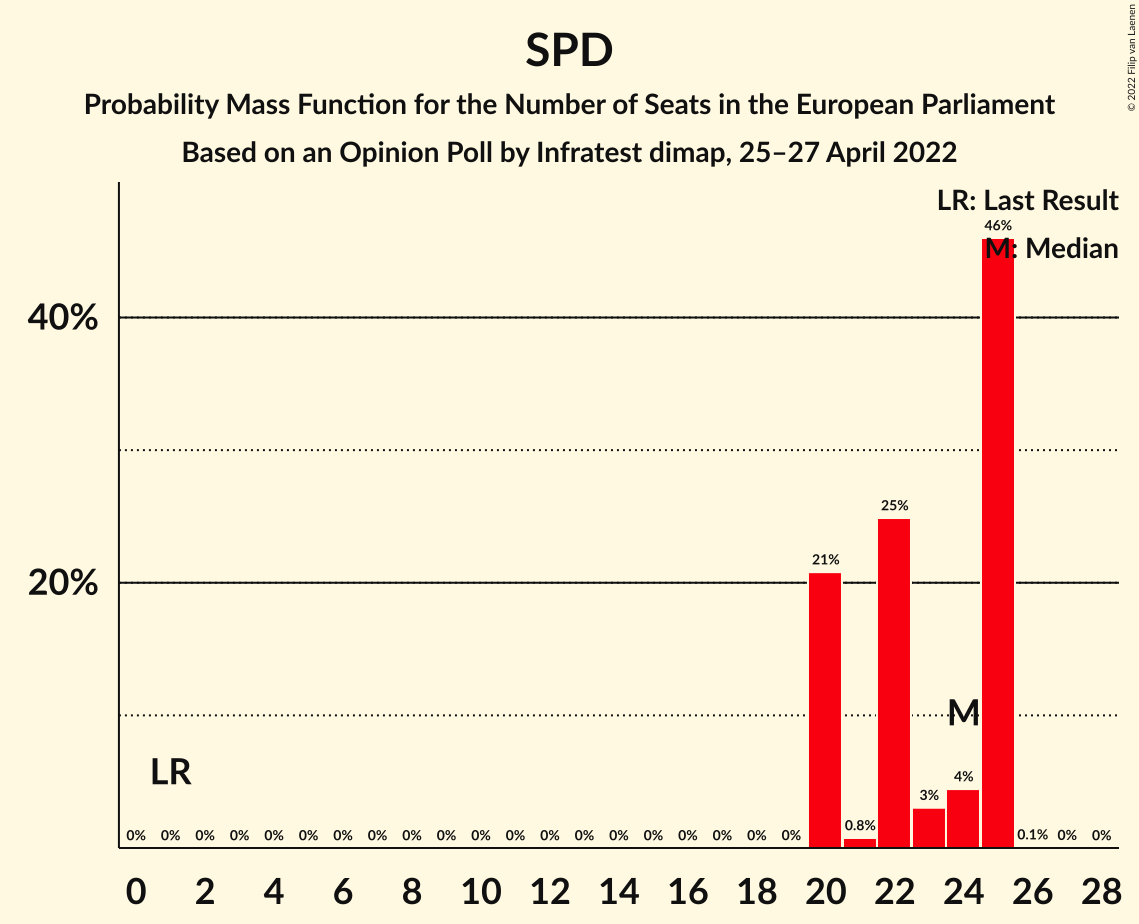 SPD
Probability Mass Function for the Number of Seats in the European Parliament
Based on an Opinion Poll by Infratest dimap, 25–27 April 2022
© 2022 Filip van Laenen
LR: Last Result
M: Median
46%
40%
25%
21%
20%
M
LR
4%
3%
0.8%
0% 0% 0% 0% 0% 0% 0% 0% 0% 0% 0% 0% 0% 0% 0% 0% 0% 0% 0% 0% 0.1% 0% 0%
0 2 4 6 8 10 12 14 16 18 20 22 24 26 28